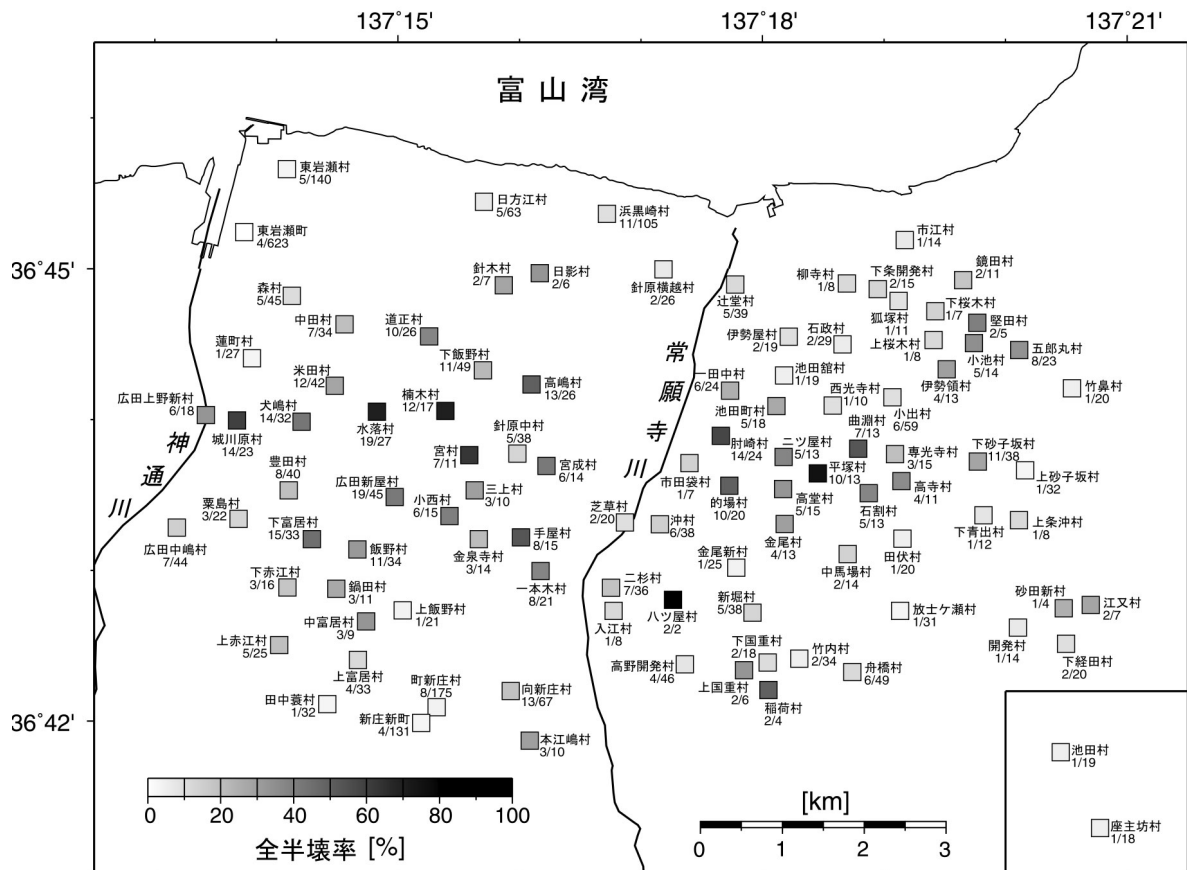 137°15'
137°18'
137°21'
富山湾
東岩瀬村
5/140
日方江村
5/63
浜黒崎村
11/105
東岩瀬町
4/623
市江村
1/14
36°45'
針木村
2/7
日影村
2/6
針原横越村
2/26
辻堂村
5/39
柳寺村
1/8
下条開発村
2/15
鏡田村
2/11
狐塚村
1/11
下桜木村
1/7
堅田村
2/5
森村
5/45
中田村
7/34
道正村
10/26
伊勢屋村
2/19
石政村
2/29
上桜木村
1/8
小池村
5/14
五郎丸村
8/23
蓮町村
1/27
下飯野村
11/49
常願寺川
一田中村
6/24
池田舘村
1/19
伊勢領村
4/13
竹鼻村
1/20
米田村
12/42
高嶋村
13/26
西光寺村
1/10
小出村
6/59
広田上野新村
6/18
城川原村
14/23
犬嶋村
14/32
水落村
19/27
楠木村
12/17
針原中村
5/38
池田町村
5/18
曲淵村
7/13
神通川
肘崎村
14/24
二ツ屋村
5/13
専光寺村
3/15
下砂子坂村
11/38
宮村
7/11
宮成村
6/14
市田袋村
1/7
平塚村
10/13
上砂子坂村
1/32
豊田村
8/40
広田新屋村
19/45
三上村
3/10
的場村
10/20
高堂村
5/15
石割村
5/13
高寺村
4/11
粟島村
3/22
小西村
6/15
芝草村
2/20
沖村
6/38
下青出村
1/12
上条沖村
1/8
広田中嶋村
7/44
下富居村
15/33
飯野村
11/34
金泉寺村
3/14
手屋村
8/15
金尾村
4/13
田伏村
1/20
中馬場村
2/14
金尾新村
1/25
一本木村
8/21
下赤江村
3/16
鍋田村
3/11
二杉村
7/36
八ツ屋村
2/2
新堀村
5/38
放士ケ瀬村
1/31
砂田新村
1/4
江又村
2/7
上飯野村
1/21
入江村
1/8
中富居村
3/9
開発村
1/14
上赤江村
5/25
上富居村
4/33
高野開発村
4/46
下国重村
2/18
竹内村
2/34
舟橋村
6/49
下経田村
2/20
上国重村
2/6
稲荷村
2/4
町新庄村
8/175
向新庄村
13/67
田中蓑村
1/32
新庄新町
4/131
36°42'
本江嶋村
3/10
池田村
1/19
座主坊村
1/18
0 20 40 60 80 100
全半壊率 [%]
[km]
0 1 2 3